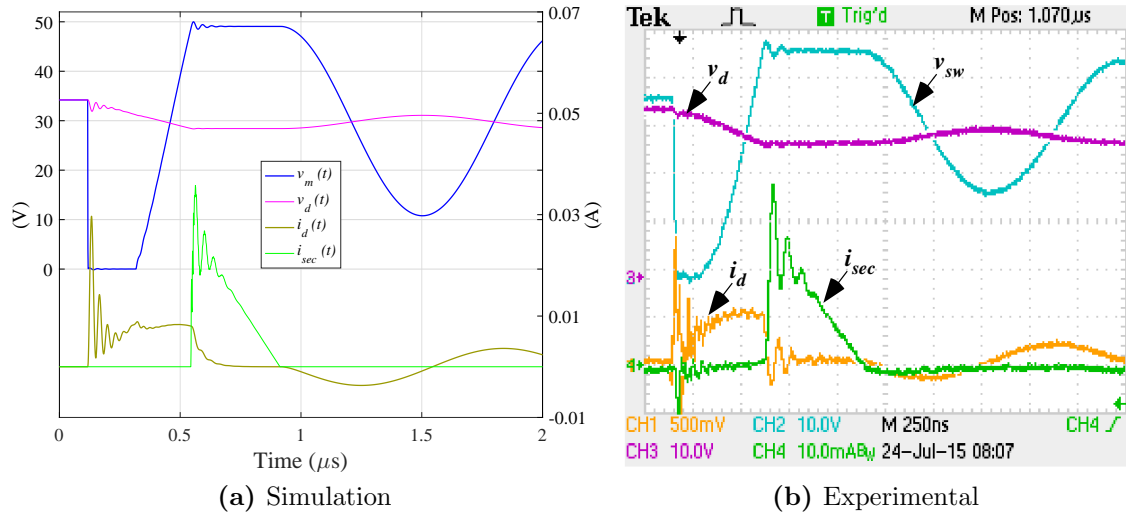 50
40
30
20
10
0
(V)
0.07
0.05
0.03
0.01
-0.01
(A)
v_m(t)
v_d(t)
i_d(t)
i_sec(t)
0
0.5
1
1.5
2
Time (μs)
(a) Simulation
Tek
T Trig'd
M Pos: 1.070μs
v_d
v_sw
i_d
i_sec
3
4
CH1 500mV
CH2 10.0V
M 250ns
CH4
CH3 10.0V
CH4 10.0mABw
24-Jul-15 08:07
(b) Experimental